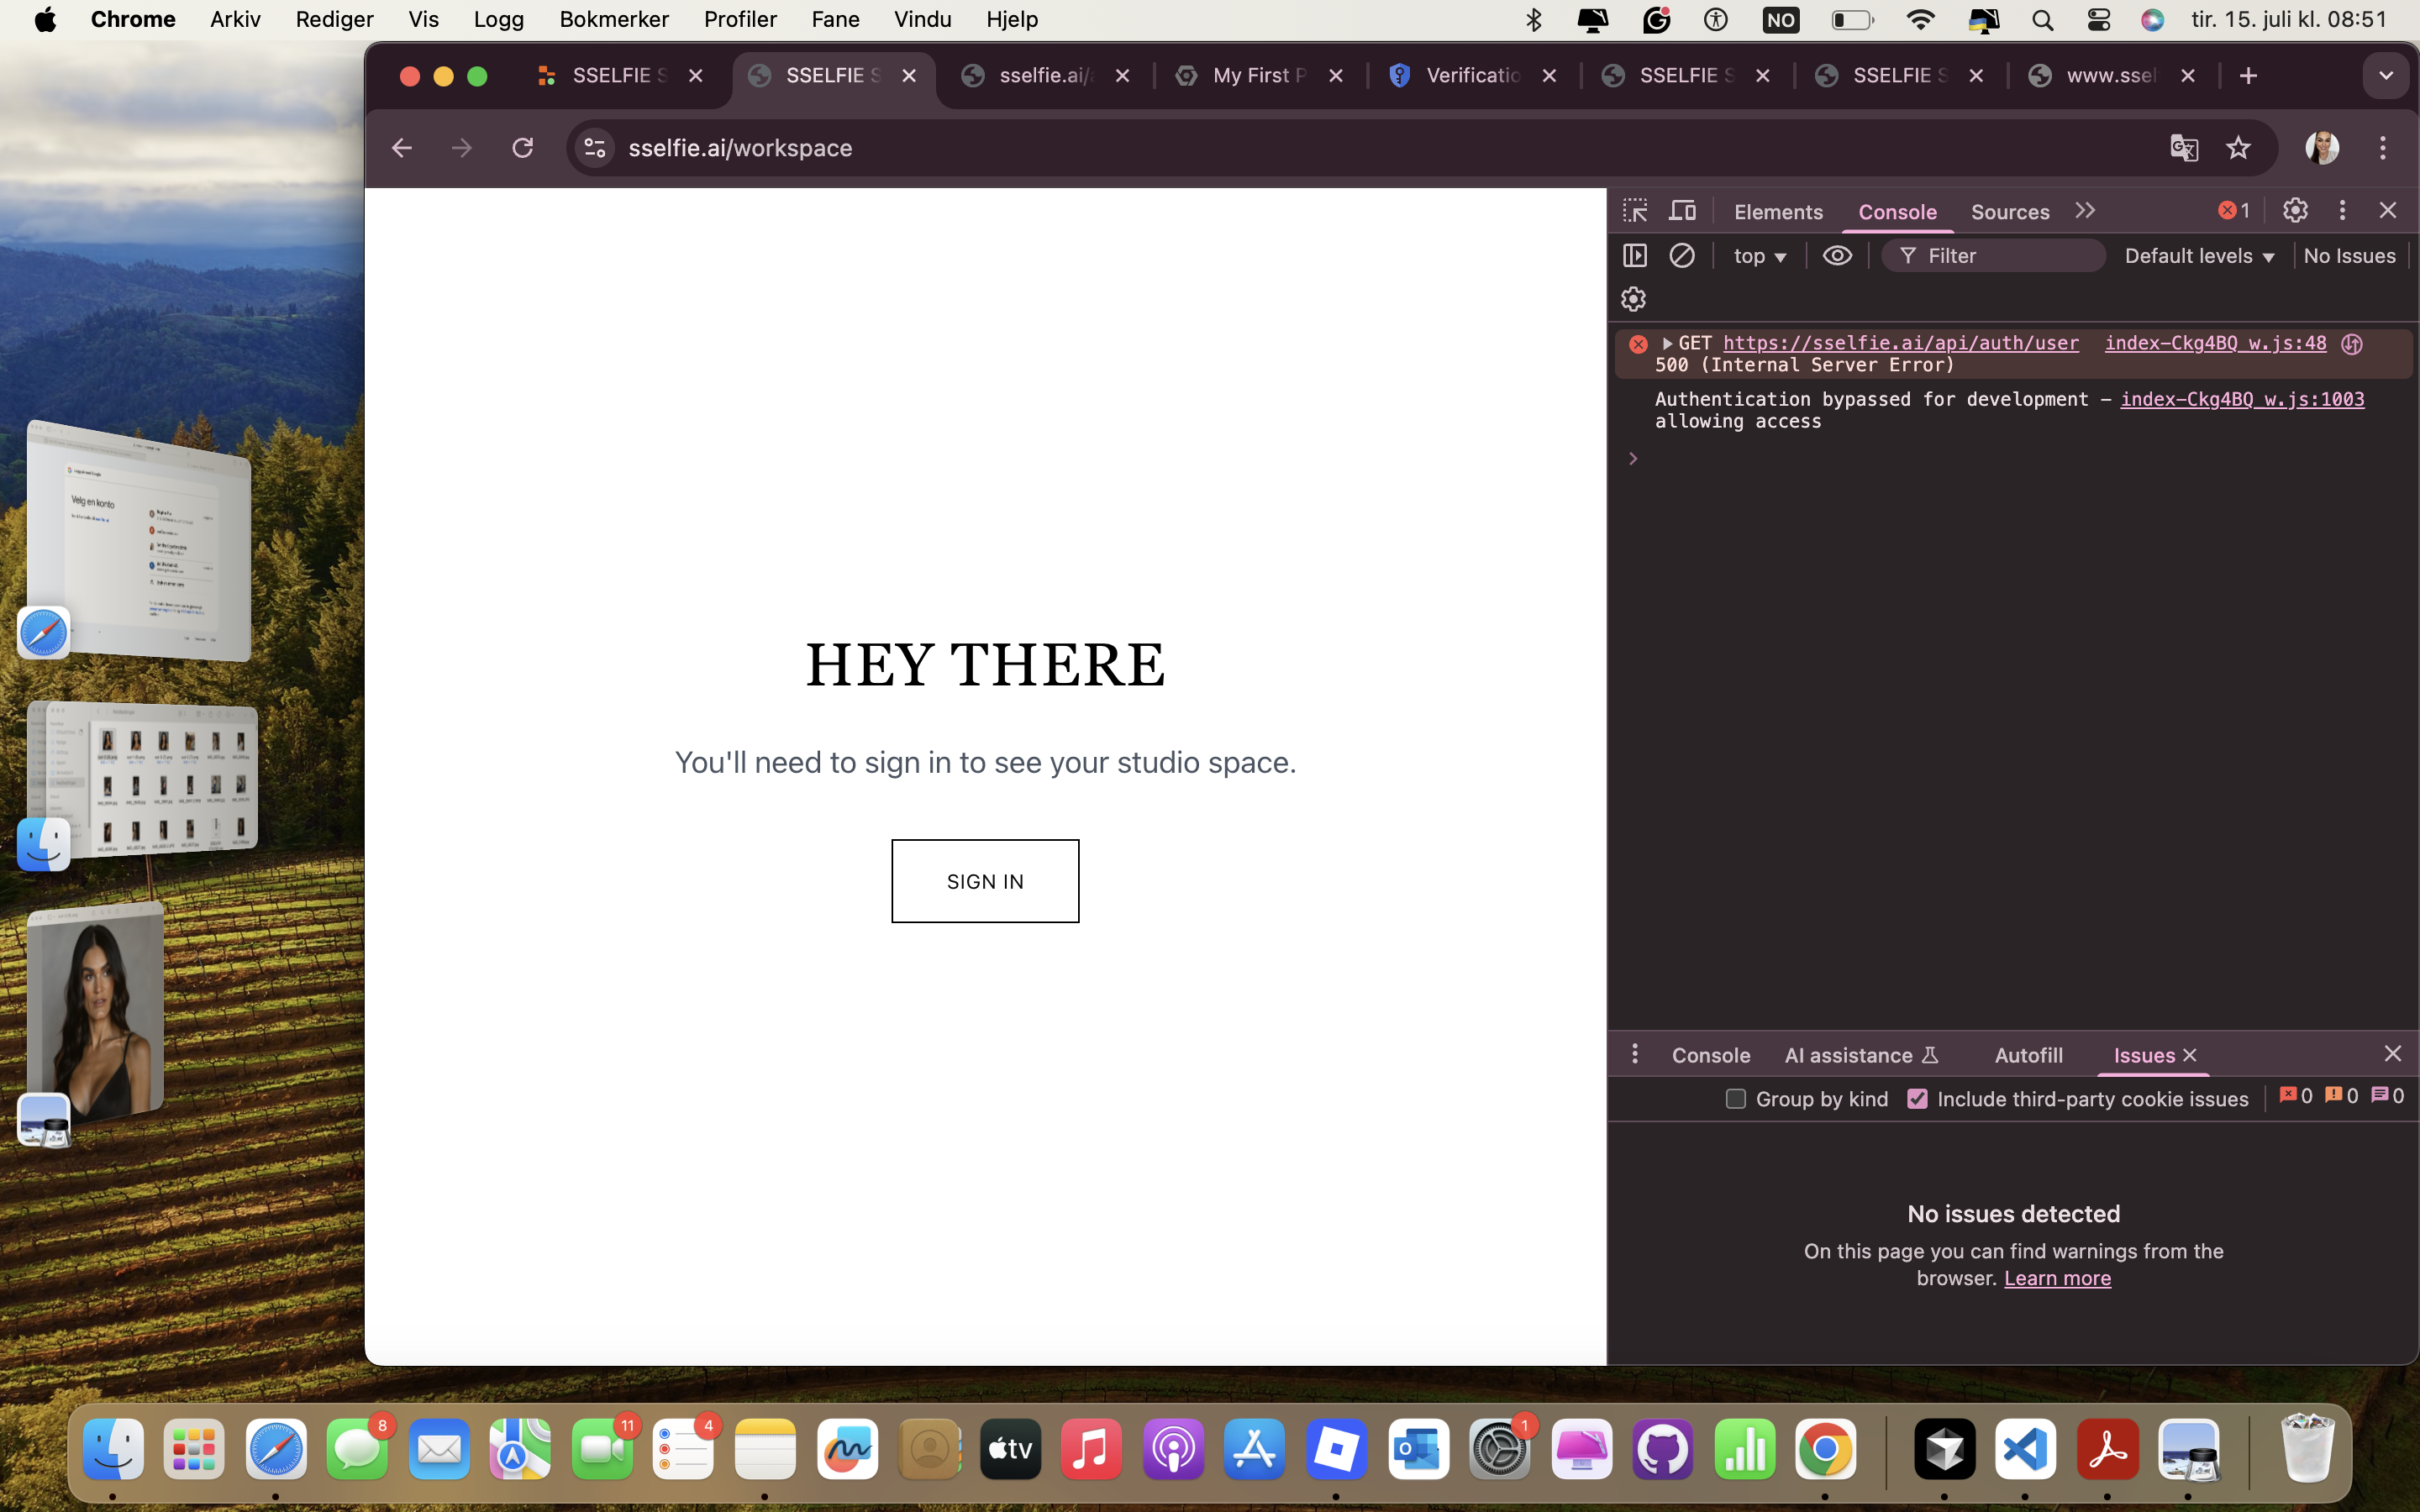 Chrome Arkiv Rediger Vis Logg Bokmerker Profiler Fane Vindu Hjelp NO tir. 15. juli kl. 08:51
SSELFIE S SSELFIE S sselfie.ai/ My First P Verificatio SSELFIE S SSELFIE S www.ssel
sselfie.ai/workspace
Elements Console Sources 1
top Filter Default levels No Issues
GET https://sselfie.ai/api/auth/user index-Ckg4BQ_w.js:48
500 (Internal Server Error)
Authentication bypassed for development – index-Ckg4BQ_w.js:1003
allowing access
Velg en konto
HEY THERE
You'll need to sign in to see your studio space.
SIGN IN
Console AI assistance Autofill Issues
Group by kind Include third-party cookie issues 0 0 0
No issues detected
On this page you can find warnings from the
browser. Learn more
8 11 4 tv 1